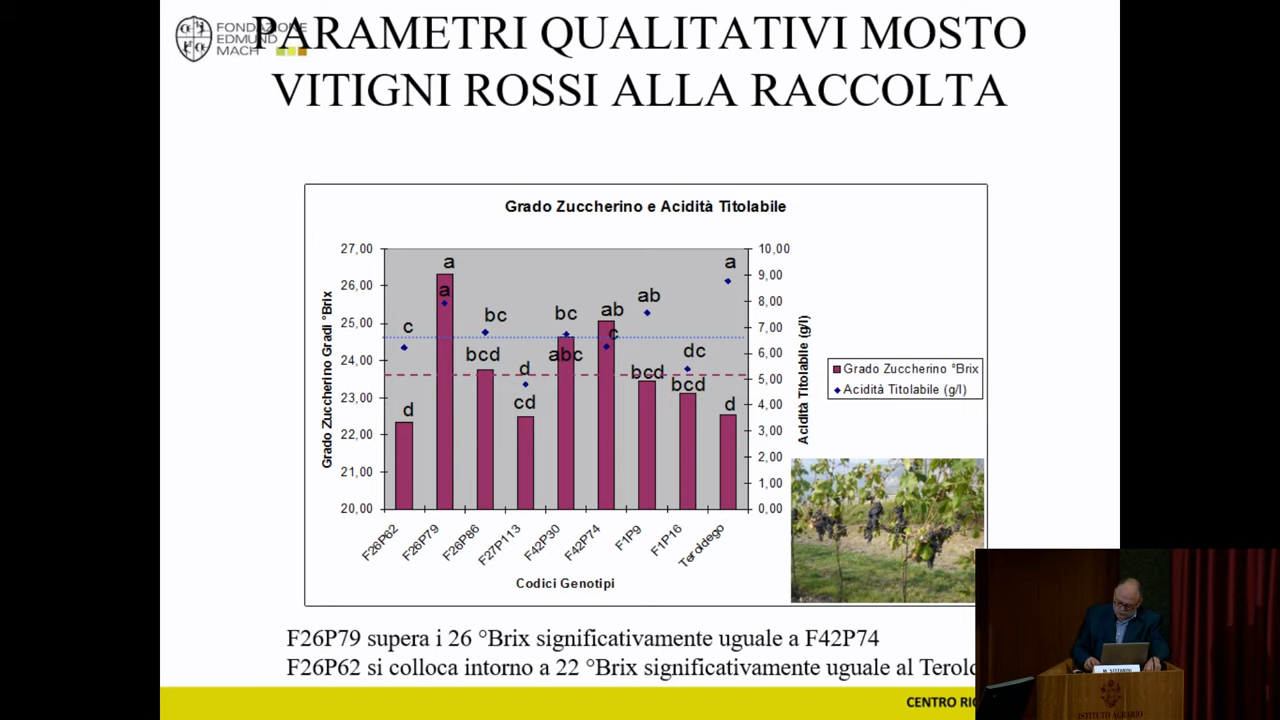 FONDAZIONE
EDMUND
MACH
PARAMETRI QUALITATIVI MOSTO
VITIGNI ROSSI ALLA RACCOLTA
Grado Zuccherino e Acidità Titolabile
27,00
26,00
25,00
24,00
23,00
22,00
21,00
20,00
Grado Zuccherino Gradi °Brix
10,00
9,00
8,00
7,00
6,00
5,00
4,00
3,00
2,00
1,00
0,00
Acidità Titolabile (g/l)
c
d
a
a
bc
bcd
d
cd
bc
abc
ab
c
ab
bcd
dc
bcd
a
d
F26P62
F26P79
F26P86
F27P113
F42P30
F42P74
F1P9
F1P16
Teroldego
Codici Genotipi
Grado Zuccherino °Brix
Acidità Titolabile (g/l)
F26P79 supera i 26 °Brix significativamente uguale a F42P74
F26P62 si colloca intorno a 22 °Brix significativamente uguale al
CENTRO
ISTITUTO AGRARIO